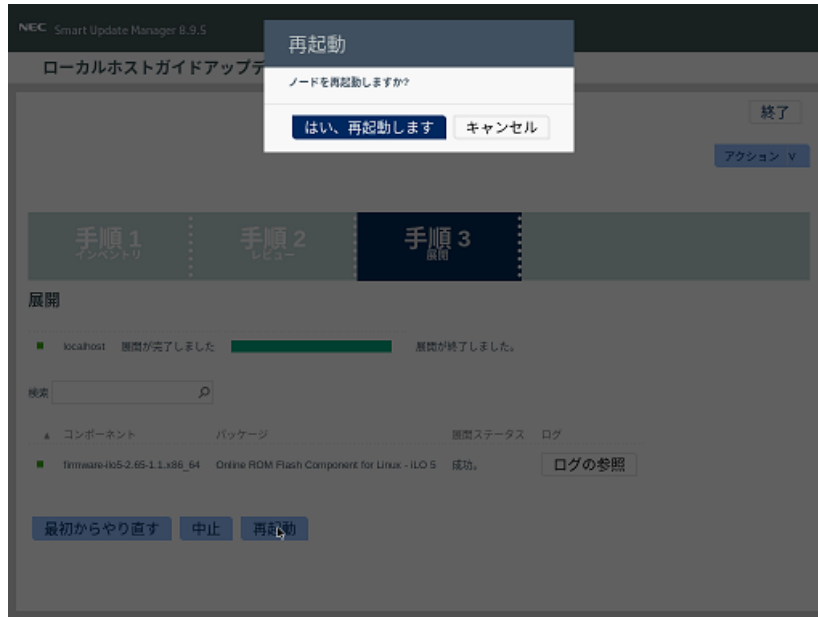 NEC Smart Update Manager 8.9.5
再起動
ローカルホストガイドアップデ
ノードを再起動しますか?
はい、再起動します キャンセル
終了
アクション ∨
手順 1 手順 2 手順 3
インベントリ レビュー 展開
展開
localhost 展開が完了しました 展開が終了しました。
検索
▲ コンポーネント パッケージ 展開ステータス ログ
firmware-ilo5-2.65-1.1.x86_64 Online ROM Flash Component for Linux - iLO 5 成功。 ログの参照
最初からやり直す 中止 再起動